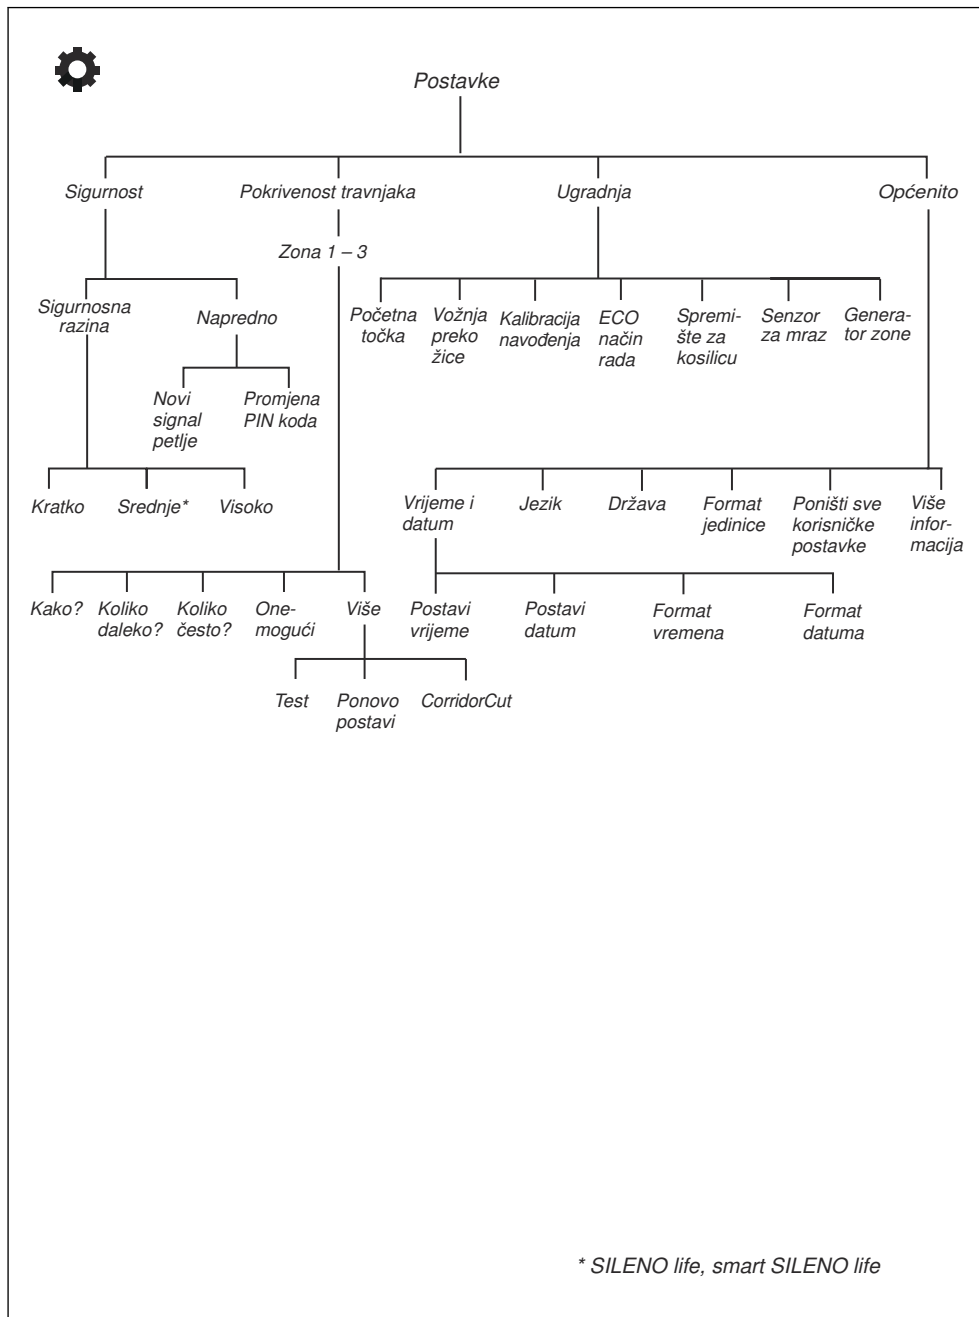 Postavke
Sigurnost
Pokrivenost travnjaka
Ugradnja
Općenito
Zona 1 – 3
Sigurnosna
razina
Napredno
Početna
točka
Vožnja
preko
žice
Kalibracija
navođenja
ECO
način
rada
Spremi-
šte za
kosilicu
Senzor
za mraz
Genera-
tor zone
Novi
signal
petlje
Promjena
PIN koda
Kratko
Srednje*
Visoko
Vrijeme i
datum
Jezik
Država
Format
jedinice
Poništi sve
korisničke
postavke
Više
infor-
macija
Kako?
Koliko
daleko?
Koliko
često?
One-
mogući
Više
Postavi
vrijeme
Postavi
datum
Format
vremena
Format
datuma
Test
Ponovo
postavi
CorridorCut
* SILENO life, smart SILENO life